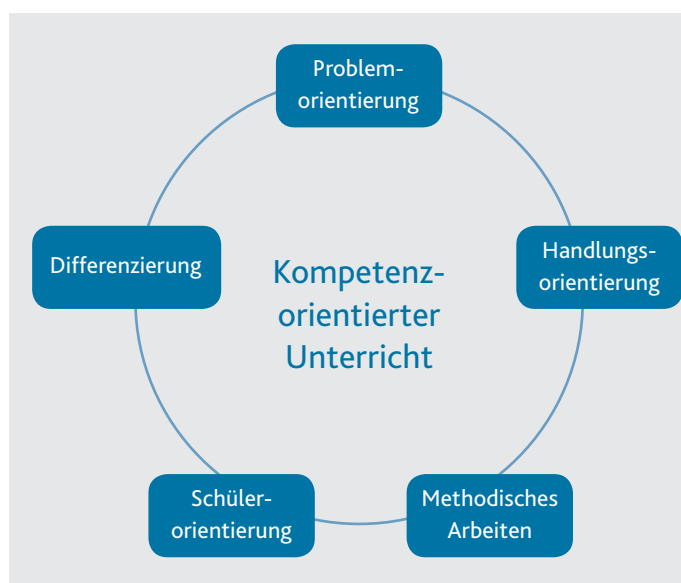 Problem-
orientierung
Handlungs-
orientierung
Differenzierung
Kompetenz-
orientierter
Unterricht
Schüler-
orientierung
Methodisches
Arbeiten